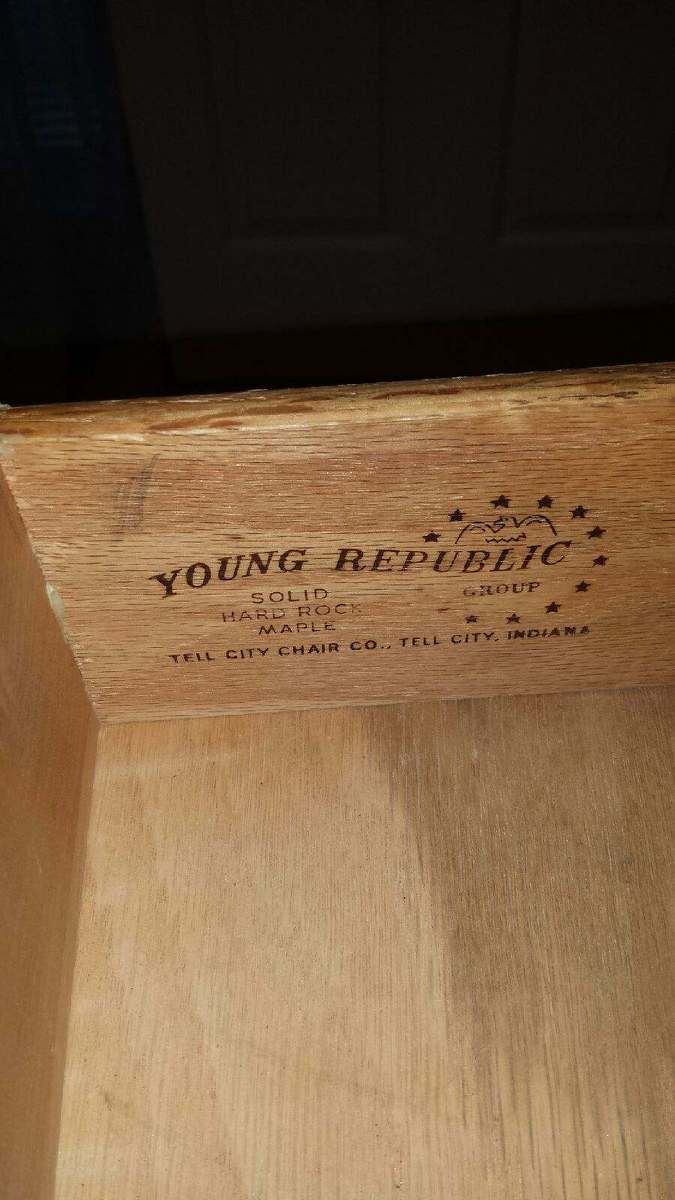 YOUNG REPUBLIC
SOLID
HARD ROCK
MAPLE
GROUP
TELL CITY CHAIR CO., TELL CITY, INDIANA